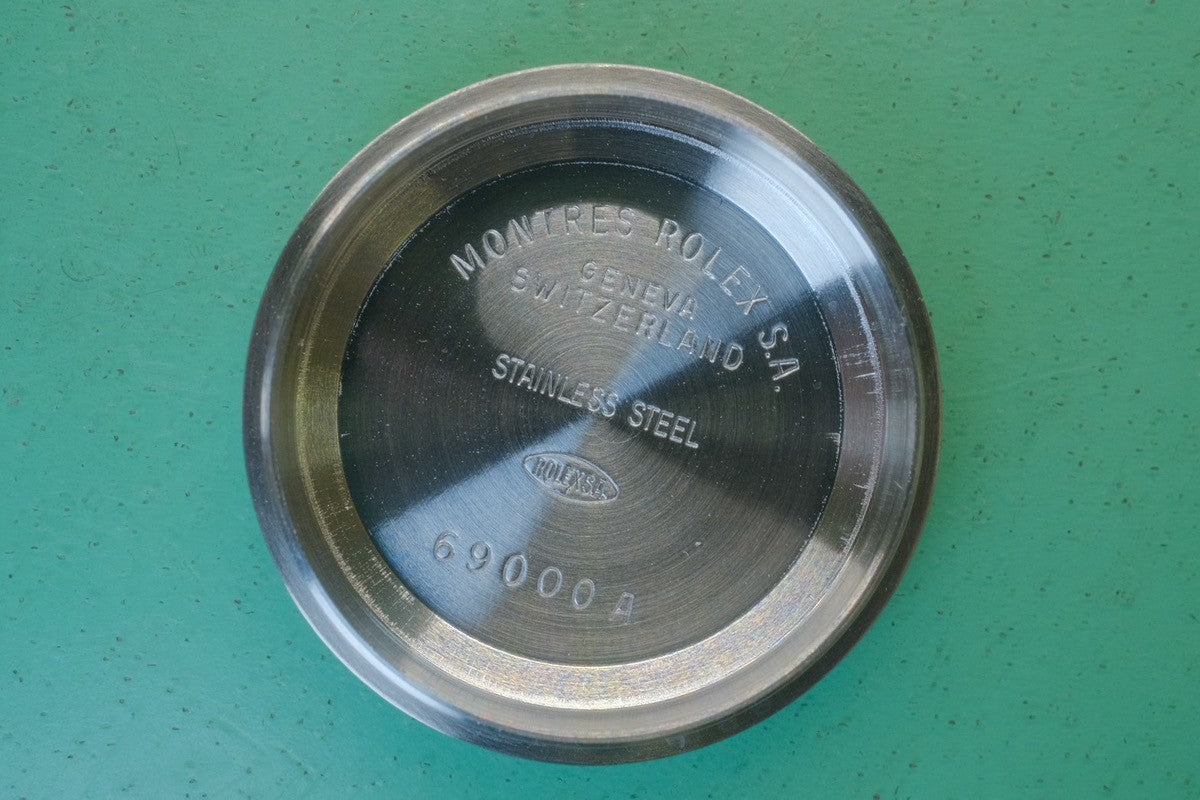 MONTRES ROLEX S.A.
GENEVA
SWITZERLAND
STAINLESS STEEL
ROLEX S.A.
69000 A